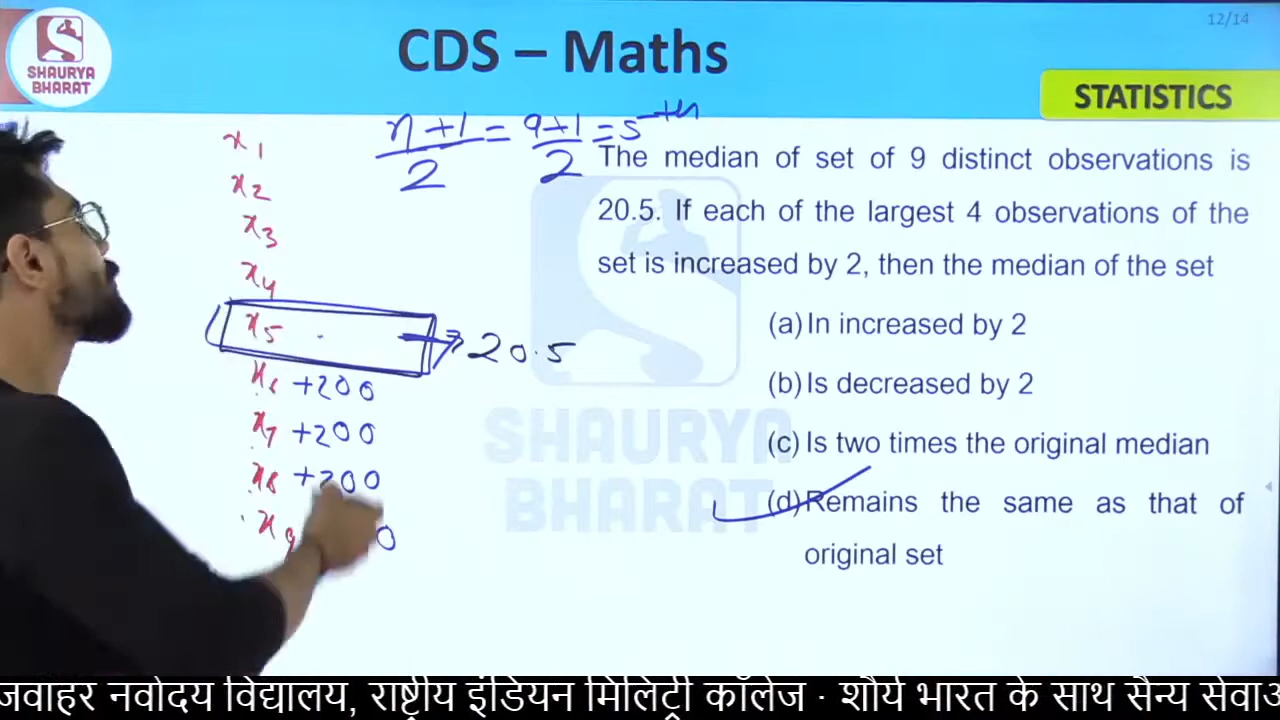 12/14
CDS – Maths
SHAURYA
BHARAT
STATISTICS
n+1/2 = 9+1/2 = 5th
x1
x2
x3
x4
x5 → 20.5
x6 +200
x7 +200
x8 +200
x9 0
The median of set of 9 distinct observations is
20.5. If each of the largest 4 observations of the
set is increased by 2, then the median of the set
(a) In increased by 2
(b) Is decreased by 2
(c) Is two times the original median
(d) Remains the same as that of
original set
SHAURYA
BHARAT
जवाहर नवोदय विद्यालय, राष्ट्रीय इंडियन मिलिट्री कॉलेज · शौर्य भारत के साथ सैन्य